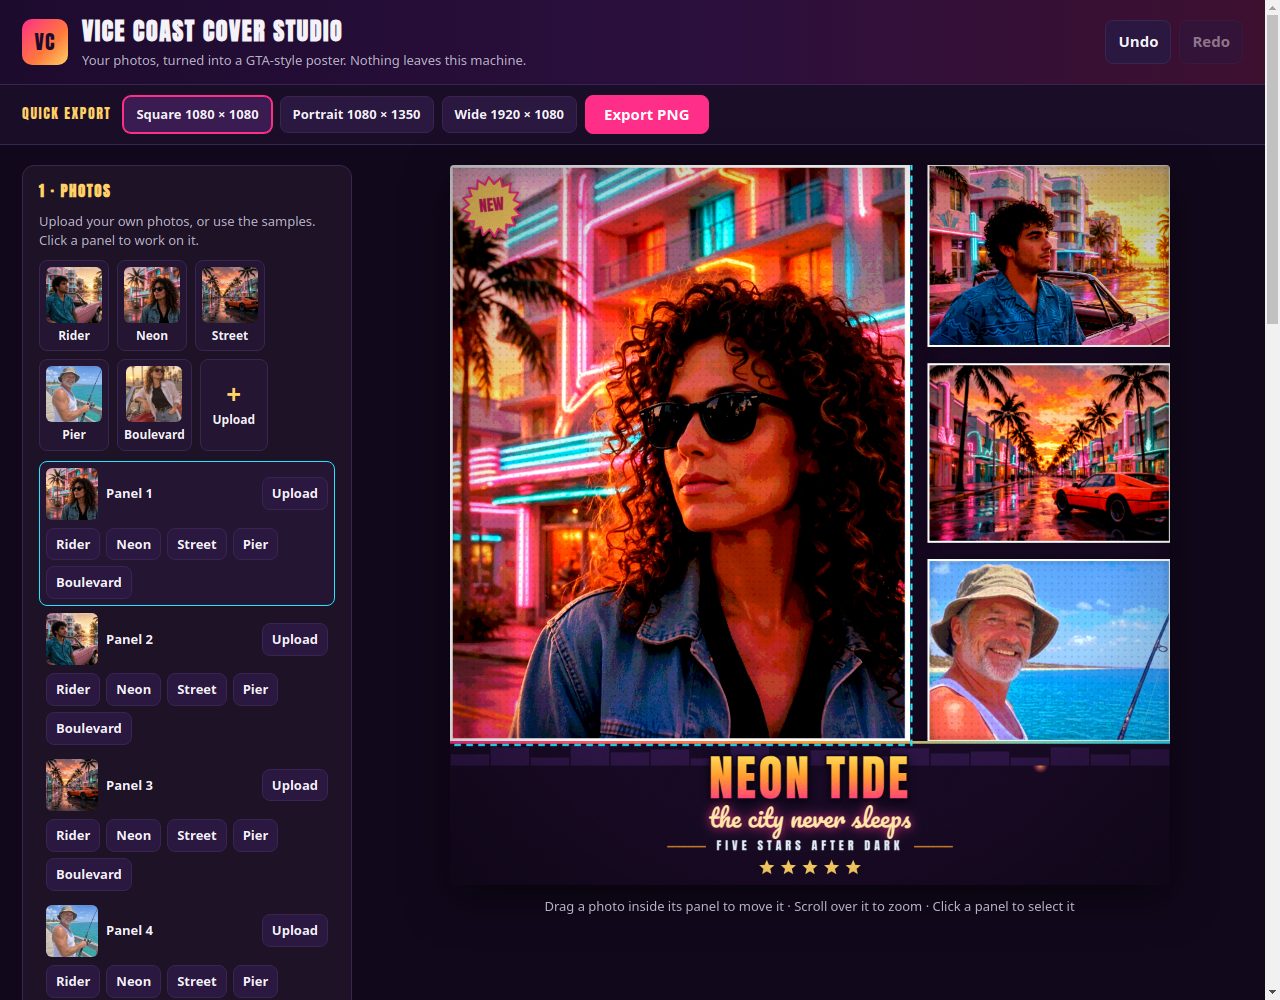 VC
VICE COAST COVER STUDIO
Your photos, turned into a GTA-style poster. Nothing leaves this machine.
Undo
Redo
QUICK EXPORT
Square 1080 × 1080
Portrait 1080 × 1350
Wide 1920 × 1080
Export PNG
1 · PHOTOS
Upload your own photos, or use the samples.
Click a panel to work on it.
Rider
Neon
Street
Pier
Boulevard
+
Upload
Panel 1
Upload
Rider
Neon
Street
Pier
Boulevard
Panel 2
Upload
Rider
Neon
Street
Pier
Boulevard
Panel 3
Upload
Rider
Neon
Street
Pier
Boulevard
Panel 4
Upload
Rider
Neon
Street
Pier
NEW
NEON TIDE
the city never sleeps
FIVE STARS AFTER DARK
Drag a photo inside its panel to move it · Scroll over it to zoom · Click a panel to select it